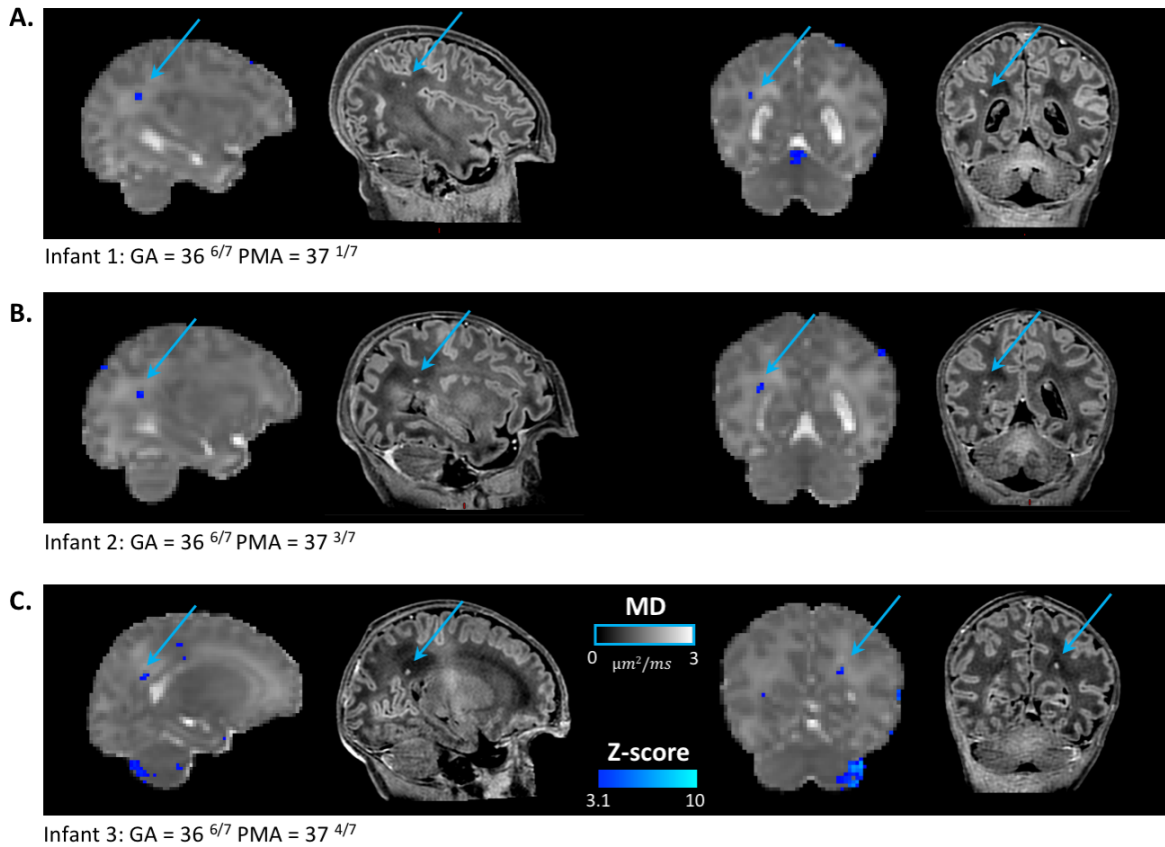 A.
Infant 1: GA = 36 6/7 PMA = 37 1/7
B.
Infant 2: GA = 36 6/7 PMA = 37 3/7
C.
MD
0 3
μm²/ms
Z-score
3.1 10
Infant 3: GA = 36 6/7 PMA = 37 4/7